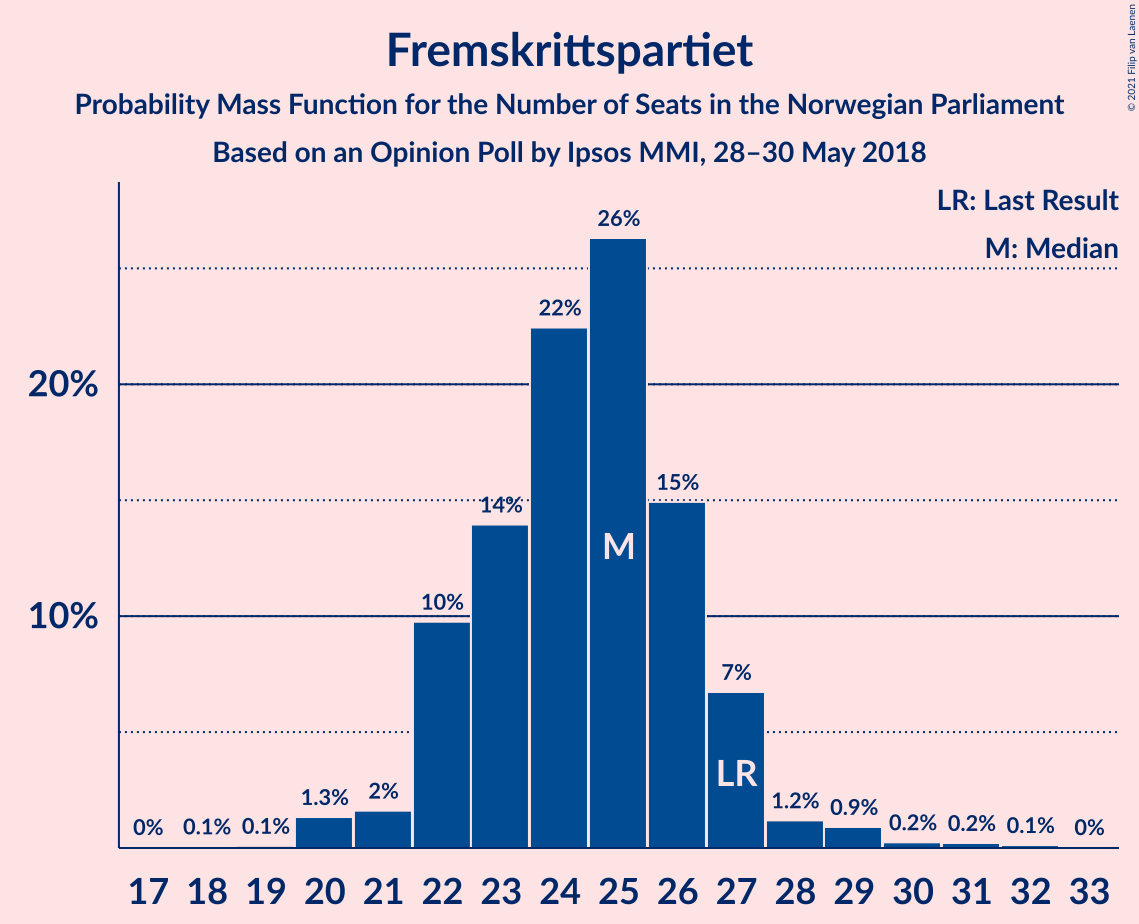 Fremskrittspartiet
Probability Mass Function for the Number of Seats in the Norwegian Parliament
Based on an Opinion Poll by Ipsos MMI, 28–30 May 2018
© 2021 Filip van Laenen
LR: Last Result
M: Median
20%
10%
0% 0.1% 0.1% 1.3% 2% 10% 14% 22% 26% 15% 7% 1.2% 0.9% 0.2% 0.2% 0.1% 0%
M
LR
17 18 19 20 21 22 23 24 25 26 27 28 29 30 31 32 33